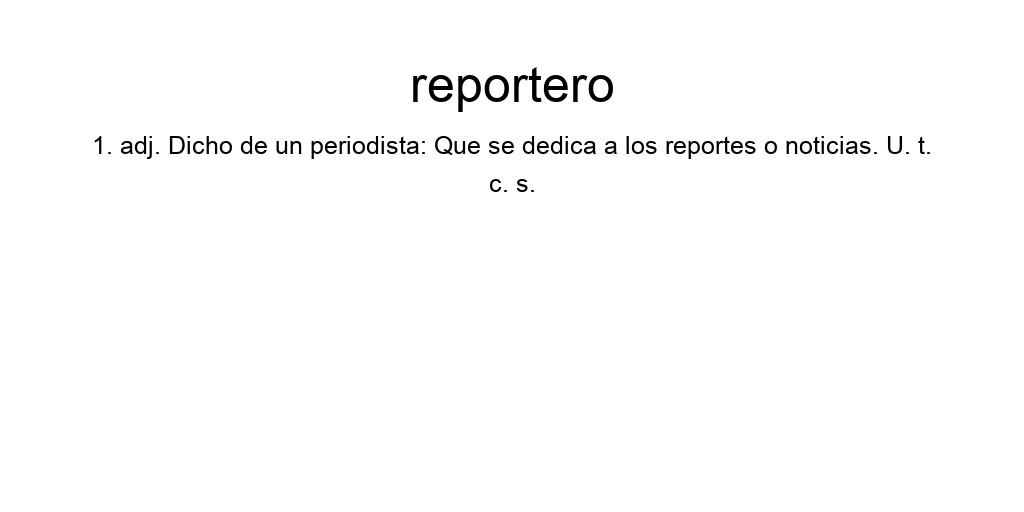 reportero
1. adj. Dicho de un periodista: Que se dedica a los reportes o noticias. U. t.
c. s.